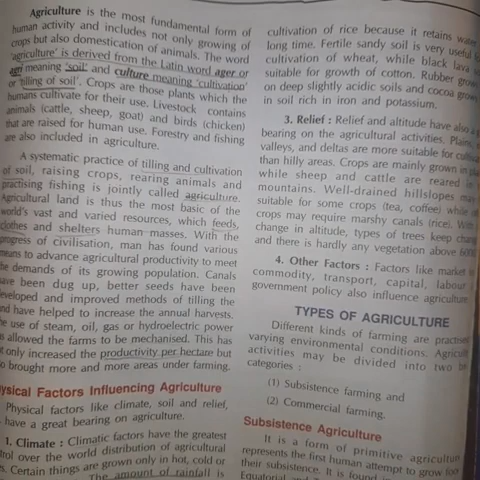 Agriculture is the most fundamental form of
human activity and includes not only growing of
crops but also domestication of animals. The word
'agriculture' is derived from the Latin word ager or
agri meaning 'soil' and culture meaning 'cultivation'
or 'tilling of soil'. Crops are those plants which the
humans cultivate for their use. Livestock contains
animals (cattle, sheep, goat) and birds (chicken)
that are raised for human use. Forestry and fishing
are also included in agriculture.
A systematic practice of tilling and cultivation
of soil, raising crops, rearing animals and
practising fishing is jointly called agriculture.
Agricultural land is thus the most basic of the
world's vast and varied resources, which feeds,
clothes and shelters human masses. With the
progress of civilisation, man has found various
means to advance agricultural productivity to meet
the demands of its growing population. Canals
have been dug up, better seeds have been
developed and improved methods of tilling the
and have helped to increase the annual harvests.
he use of steam, oil, gas or hydroelectric power
s allowed the farms to be mechanised. This has
t only increased the productivity per hectare but
so brought more and more areas under farming.
ysical Factors Influencing Agriculture
Physical factors like climate, soil and relief,
have a great bearing on agriculture.
1. Climate : Climatic factors have the greatest
trol over the world distribution of agricultural
s. Certain things are grown only in hot, cold or
The amount of rainfall is
cultivation of rice because it retains water
long time. Fertile sandy soil is very useful
cultivation of wheat, while black lava
suitable for growth of cotton. Rubber grows
on deep slightly acidic soils and cocoa grows
in soil rich in iron and potassium.
3. Relief : Relief and altitude have also a
bearing on the agricultural activities. Plains,
valleys, and deltas are more suitable for
than hilly areas. Crops are mainly grown in
while sheep and cattle are reared in
mountains. Well-drained hillslopes may
suitable for some crops (tea, coffee) while
crops may require marshy canals (rice). With
change in altitude, types of trees keep
and there is hardly any vegetation above
4. Other Factors : Factors like market
commodity, transport, capital, labour
government policy also influence agriculture
TYPES OF AGRICULTURE
Different kinds of farming are practised
varying environmental conditions.
activities may be divided into two
categories :
(1) Subsistence farming and
(2) Commercial farming.
Subsistence Agriculture
It is a form of primitive agriculture
represents the first human attempt to grow food
their subsistence. It is found
Equatorial and